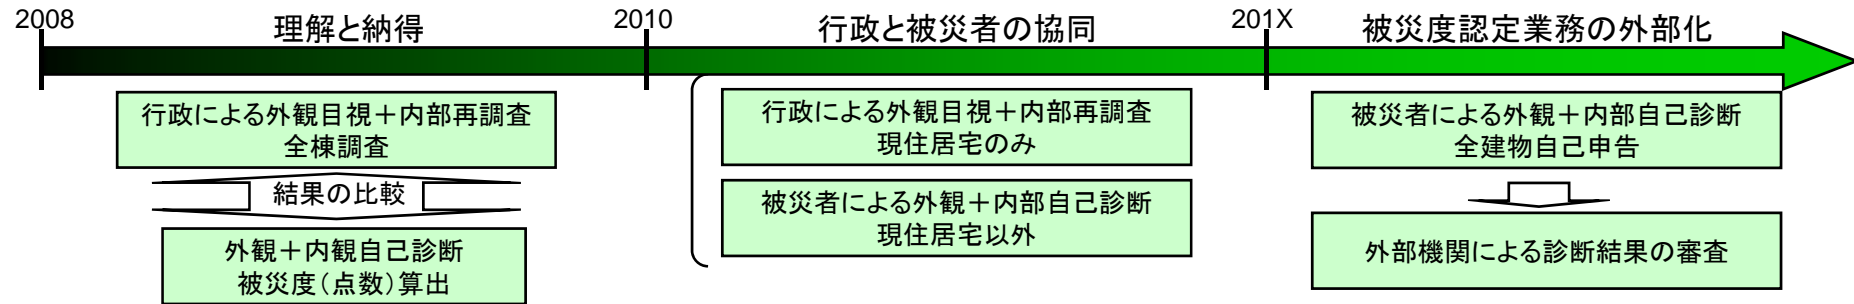 2008
理解と納得
2010
行政と被災者の協同
201X
被災度認定業務の外部化
行政による外観目視＋内部再調査
全棟調査
結果の比較
外観＋内観自己診断
被災度（点数）算出
行政による外観目視＋内部再調査
現住居宅のみ
被災者による外観＋内部自己診断
現住居宅以外
被災者による外観＋内部自己診断
全建物自己申告
外部機関による診断結果の審査